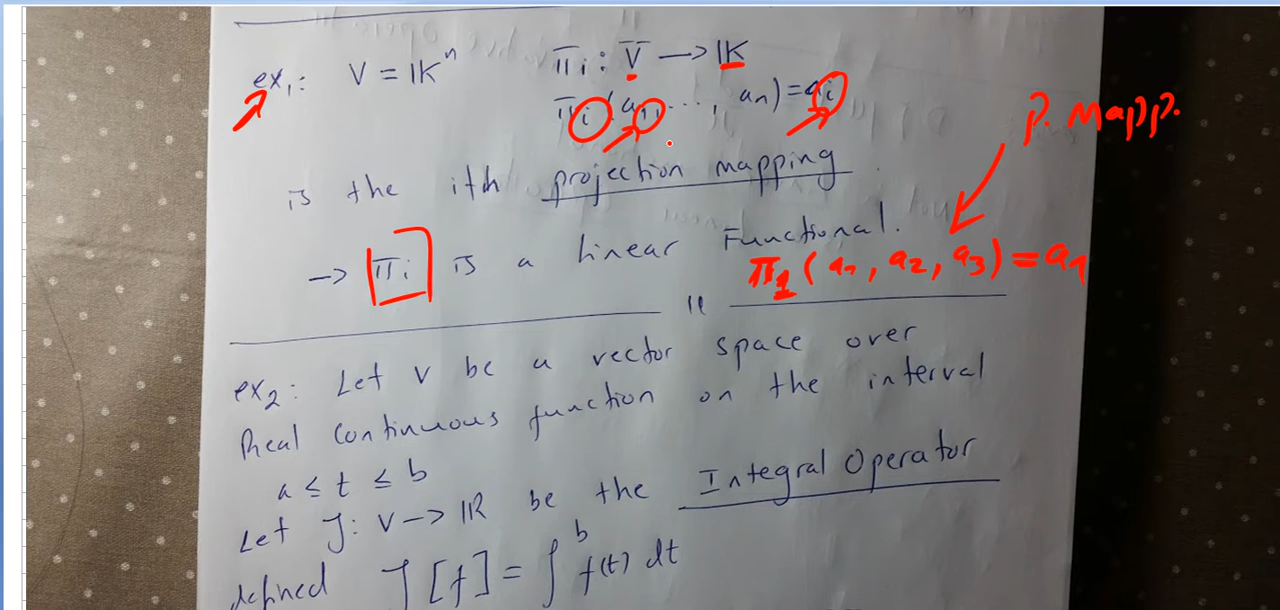 ex1: V = 𝕂ⁿ πi : V → 𝕂
πi (a1, ..., an) = ai
P. Mapp.
is the ith projection mapping
→ πi is a linear Functional.
π1 (a1, a2, a3) = a1
"
ex2: Let V be a vector space over
Real continuous function on the interval
a ≤ t ≤ b
Let J: V → ℝ be the Integral Operator
defined J[f] = ∫ₐᵇ f(t) dt